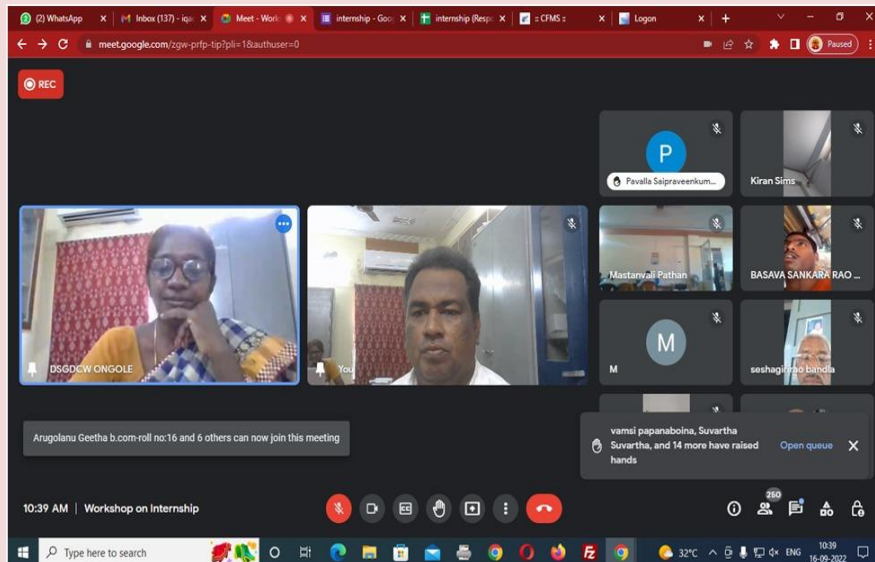 (2) WhatsApp
Inbox (137) - iqac
Meet - Work
internship - Goo
internship (Respo
:: CFMS ::
Logon
meet.google.com/zgw-prfp-tip?pli=1&authuser=0
Paused
REC
P
Pavalla Saipraveenkum...
Kiran Sims
DSGDCW ONGOLE
You
Mastanvali Pathan
BASAVA SANKARA RAO ...
M
M
seshagirirao bandla
Arugolanu Geetha b.com-roll no:16 and 6 others can now join this meeting
vamsi papanaboina, Suvartha
Suvartha, and 14 more have raised
hands
Open queue
10:39 AM | Workshop on Internship
CC
250
Type here to search
32°C
ENG
10:39
16-09-2022